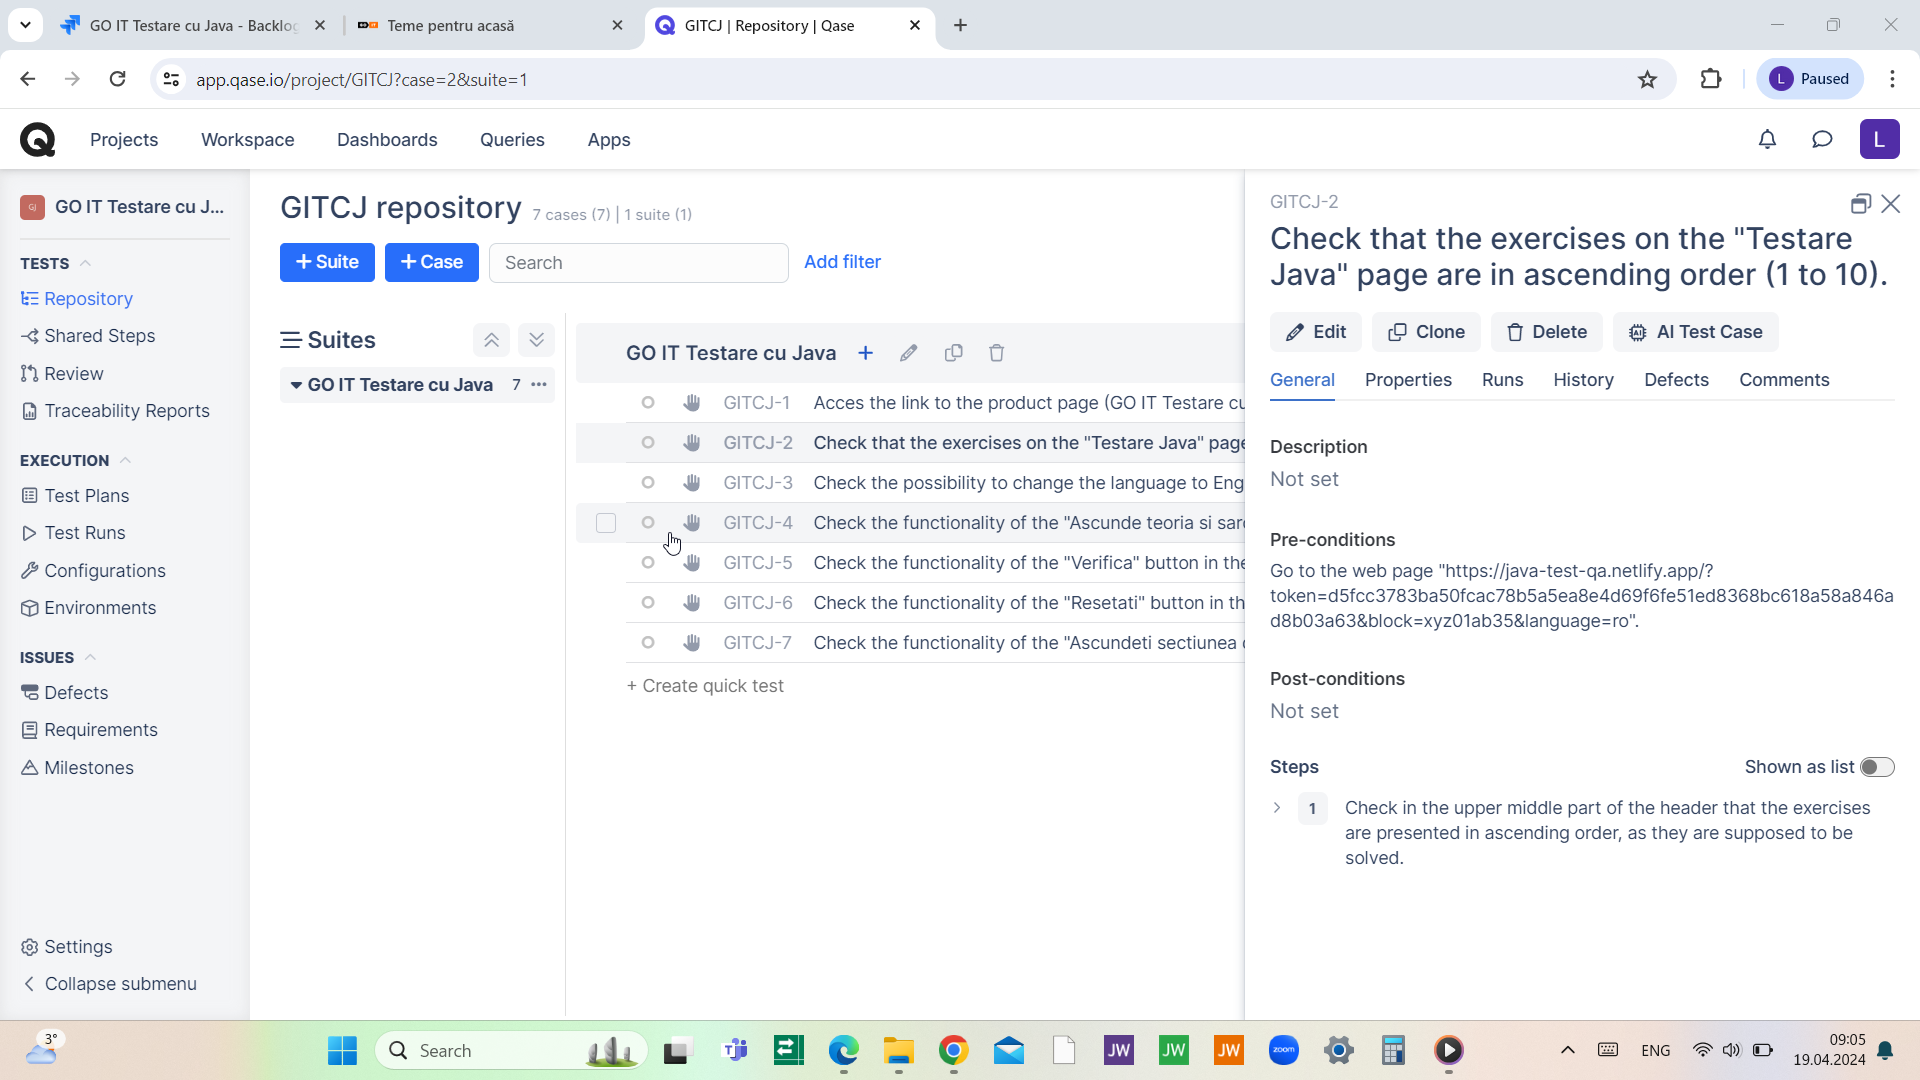 GO IT Testare cu Java - Backlog
Teme pentru acasă
GITCJ | Repository | Qase
app.qase.io/project/GITCJ?case=2&suite=1
L
Paused
Projects
Workspace
Dashboards
Queries
Apps
L
GJ
GO IT Testare cu J...
TESTS
Repository
Shared Steps
Review
Traceability Reports
EXECUTION
Test Plans
Test Runs
Configurations
Environments
ISSUES
Defects
Requirements
Milestones
Settings
Collapse submenu
GITCJ repository
7 cases (7) | 1 suite (1)
+ Suite
+ Case
Search
Add filter
Suites
GO IT Testare cu Java 7
GO IT Testare cu Java
GITCJ-1 Acces the link to the product page (GO IT Testare cu
GITCJ-2 Check that the exercises on the "Testare Java" page
GITCJ-3 Check the possibility to change the language to Eng
GITCJ-4 Check the functionality of the "Ascunde teoria si sar
GITCJ-5 Check the functionality of the "Verifica" button in the
GITCJ-6 Check the functionality of the "Resetati" button in th
GITCJ-7 Check the functionality of the "Ascundeti sectiunea
+ Create quick test
GITCJ-2
Check that the exercises on the "Testare
Java" page are in ascending order (1 to 10).
Edit
Clone
Delete
AI Test Case
General
Properties
Runs
History
Defects
Comments
Description
Not set
Pre-conditions
Go to the web page "https://java-test-qa.netlify.app/?
token=d5fcc3783ba50fcac78b5a5ea8e4d69f6fe51ed8368bc618a58a846a
d8b03a63&block=xyz01ab35&language=ro".
Post-conditions
Not set
Steps
Shown as list
1
Check in the upper middle part of the header that the exercises
are presented in ascending order, as they are supposed to be
solved.
3°
Search
JW
JW
JW
zoom
ENG
09:05
19.04.2024